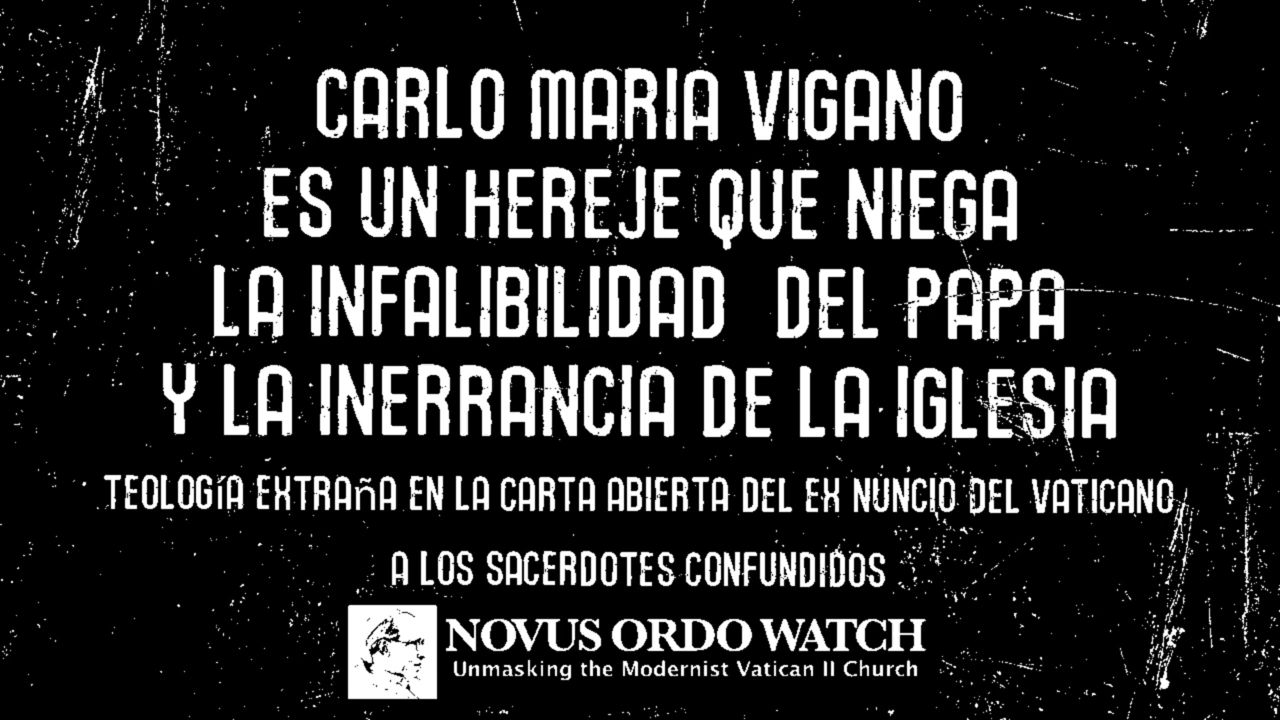 CARLO MARIA VIGANO
ES UN HEREJE QUE NIEGA
LA INFALIBILIDAD DEL PAPA
Y LA INERRANCIA DE LA IGLESIA
TEOLOGÍA EXTRAÑA EN LA CARTA ABIERTA DEL EX NUNCIO DEL VATICANO
A LOS SACERDOTES CONFUNDIDOS
NOVUS ORDO WATCH
Unmasking the Modernist Vatican II Church